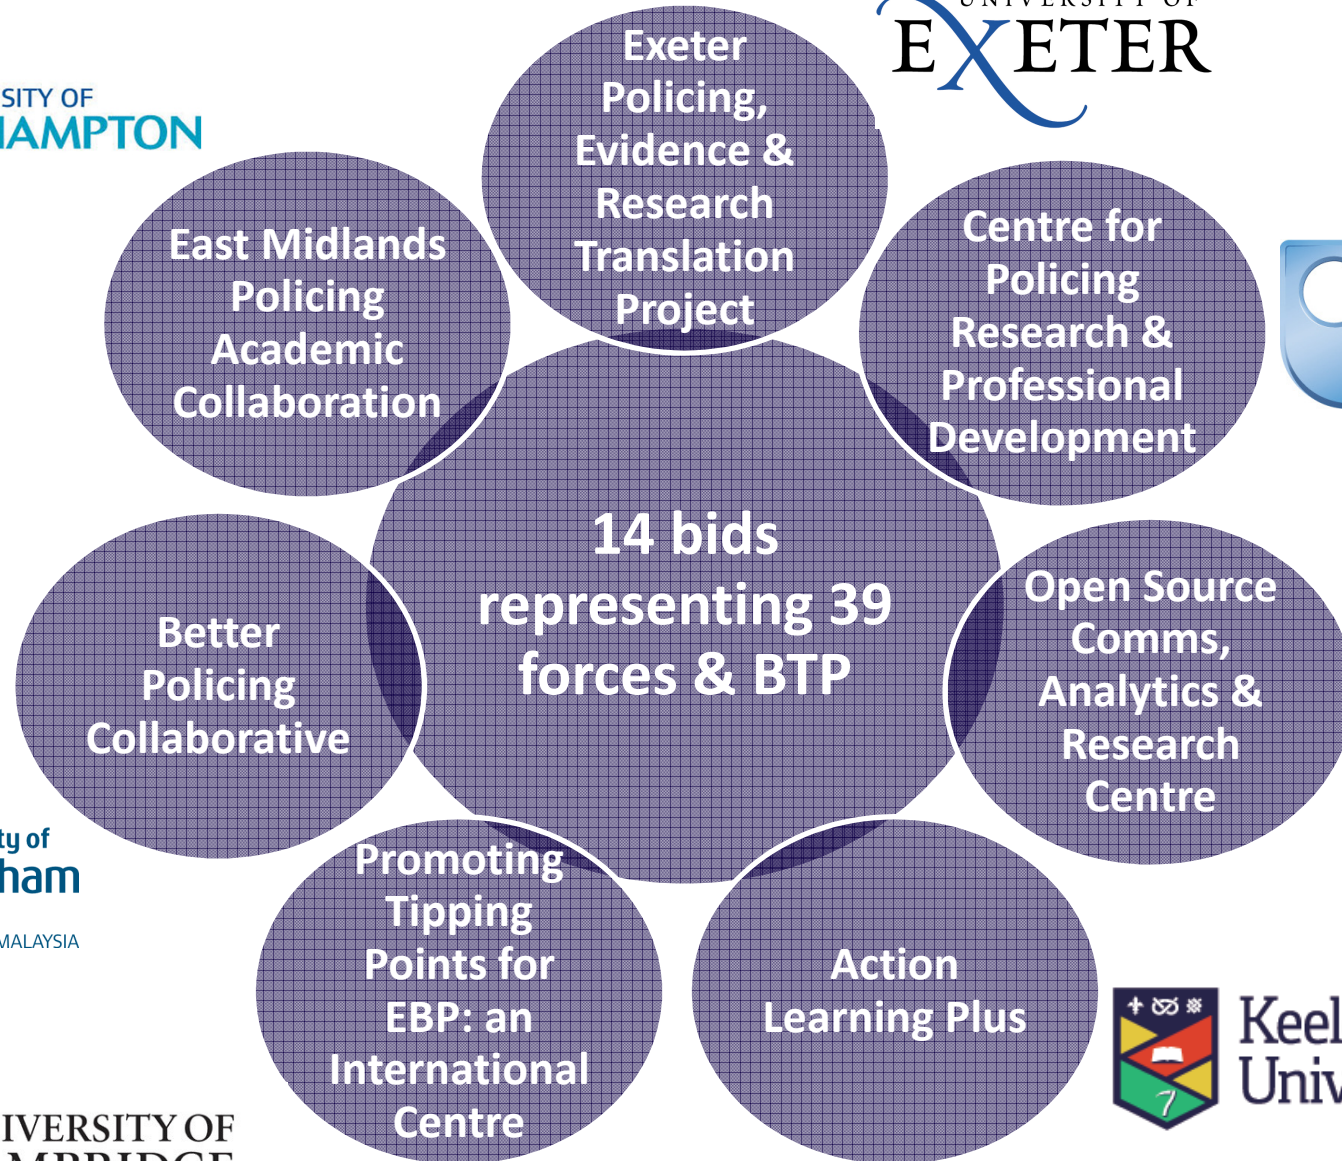 UNIVERSITY OF
EXETER
SITY OF
HAMPTON
Exeter
Policing,
Evidence &
Research
Translation
Project
East Midlands
Policing
Academic
Collaboration
Centre for
Policing
Research &
Professional
Development
14 bids
representing 39
forces & BTP
Better
Policing
Collaborative
Open Source
Comms,
Analytics &
Research
Centre
ty of
ham
MALAYSIA
Promoting
Tipping
Points for
EBP: an
International
Centre
Action
Learning Plus
Keel
Univ
IVERSITY OF
MBRIDGE